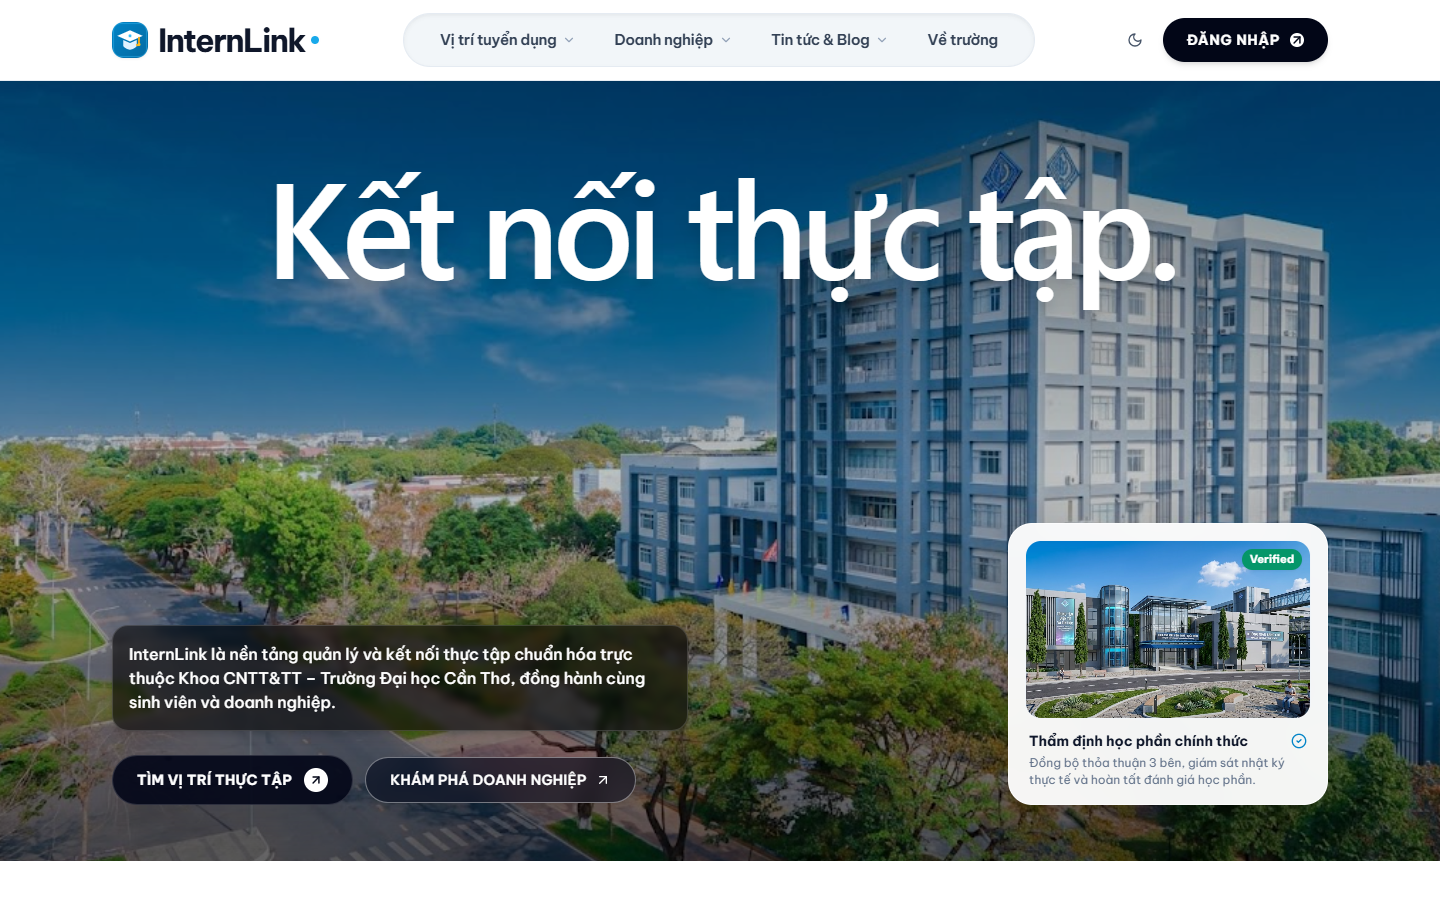 InternLink
Vị trí tuyển dụng
Doanh nghiệp
Tin tức & Blog
Về trường
ĐĂNG NHẬP
Kết nối thực tập.
Verified
InternLink là nền tảng quản lý và kết nối thực tập chuẩn hóa trực
thuộc Khoa CNTT&TT – Trường Đại học Cần Thơ, đồng hành cùng
sinh viên và doanh nghiệp.
TÌM VỊ TRÍ THỰC TẬP
KHÁM PHÁ DOANH NGHIỆP
Thẩm định học phần chính thức
Đồng bộ thỏa thuận 3 bên, giám sát nhật ký
thực tế và hoàn tất đánh giá học phần.